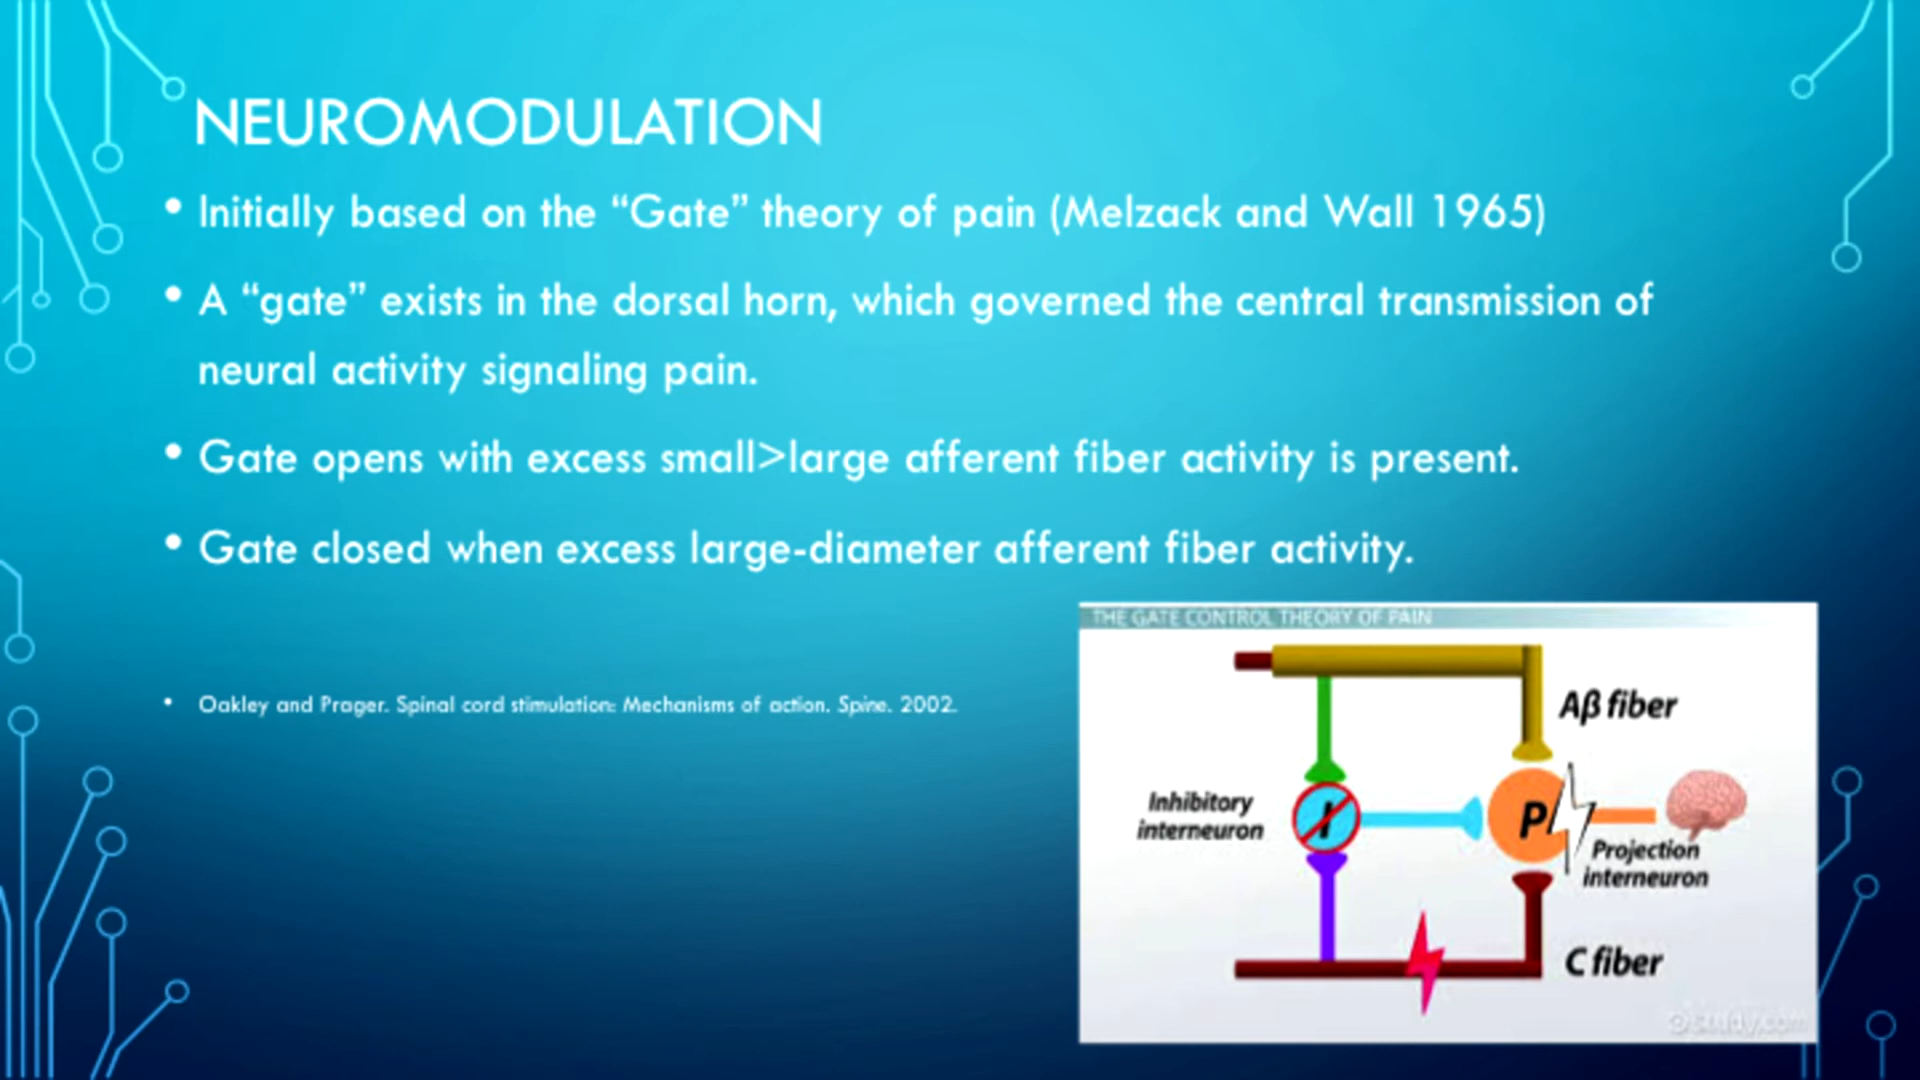 NEUROMODULATION
• Initially based on the “Gate” theory of pain (Melzack and Wall 1965)
• A “gate” exists in the dorsal horn, which governed the central transmission of
neural activity signaling pain.
• Gate opens with excess small>large afferent fiber activity is present.
• Gate closed when excess large-diameter afferent fiber activity.
• Oakley and Prager. Spinal cord stimulation: Mechanisms of action. Spine. 2002.
THE GATE CONTROL THEORY OF PAIN
Aβ fiber
Inhibitory
interneuron
I
P
Projection
interneuron
C fiber
study.com